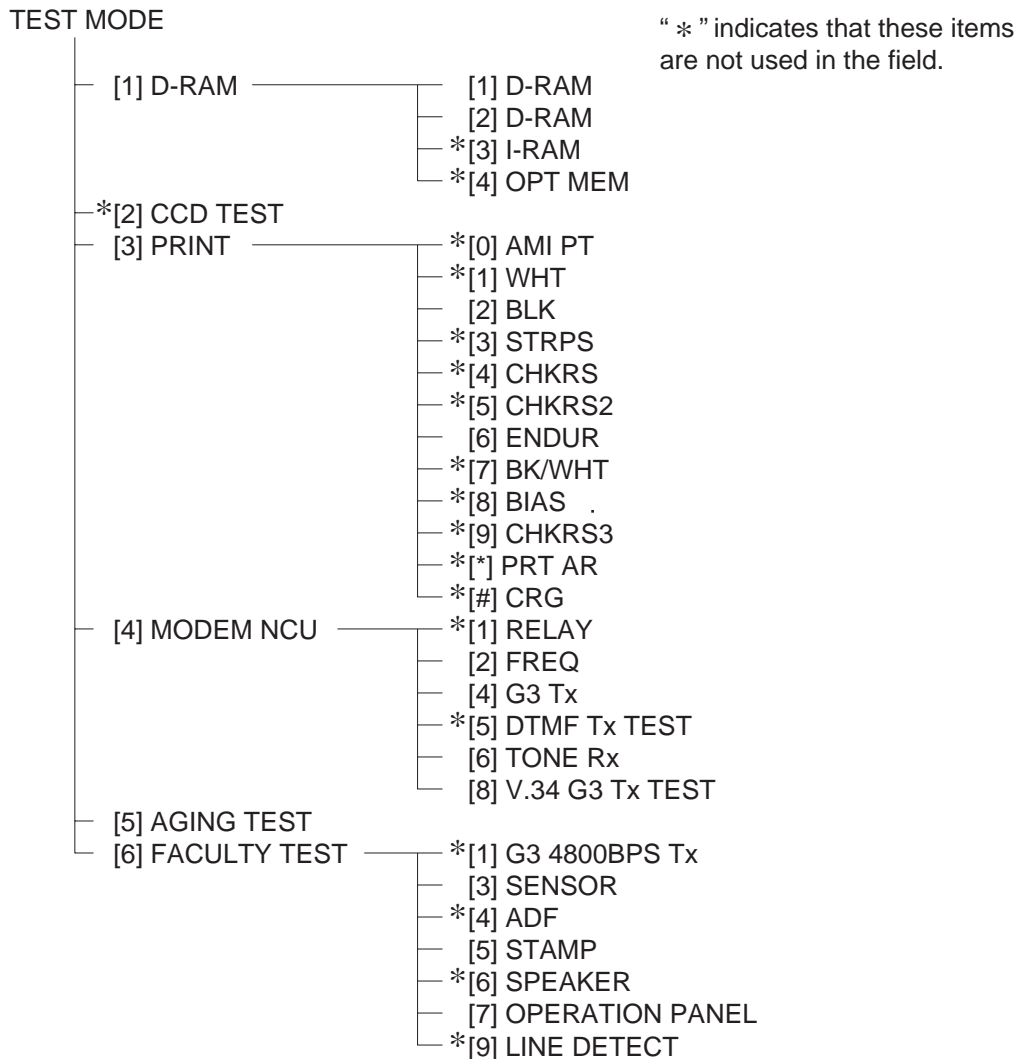 TEST MODE
“ * ” indicates that these items
are not used in the field.
[1] D-RAM
[1] D-RAM
[2] D-RAM
*[3] I-RAM
*[4] OPT MEM
*[2] CCD TEST
[3] PRINT
*[0] AMI PT
*[1] WHT
[2] BLK
*[3] STRPS
*[4] CHKRS
*[5] CHKRS2
[6] ENDUR
*[7] BK/WHT
*[8] BIAS .
*[9] CHKRS3
*[*] PRT AR
*[#] CRG
[4] MODEM NCU
*[1] RELAY
[2] FREQ
[4] G3 Tx
*[5] DTMF Tx TEST
[6] TONE Rx
[8] V.34 G3 Tx TEST
[5] AGING TEST
[6] FACULTY TEST
*[1] G3 4800BPS Tx
[3] SENSOR
*[4] ADF
[5] STAMP
*[6] SPEAKER
[7] OPERATION PANEL
*[9] LINE DETECT